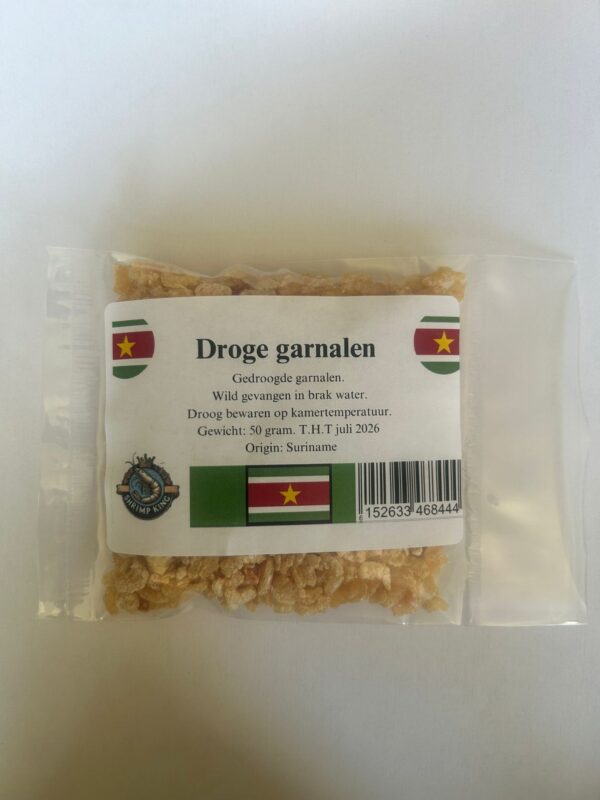 Droge garnalen
Gedroogde garnalen.
Wild gevangen in brak water.
Droog bewaren op kamertemperatuur.
Gewicht: 50 gram. T.H.T juli 2026
Origin: Suriname
SHRIMP KING
152633 468444